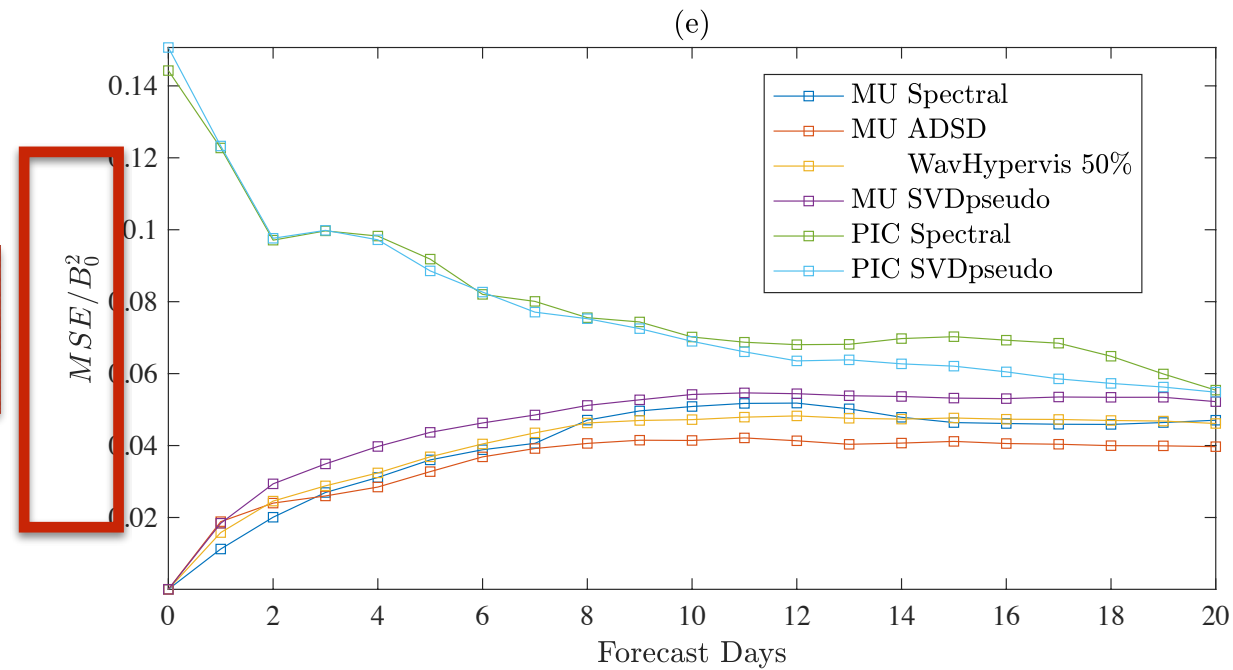 (e)
0.14
0.12
0.1
0.08
0.06
0.04
0.02
MSE/B₀²
MU Spectral
MU ADSD
WavHypervis 50%
MU SVDpseudo
PIC Spectral
PIC SVDpseudo
0 2 4 6 8 10 12 14 16 18 20
Forecast Days